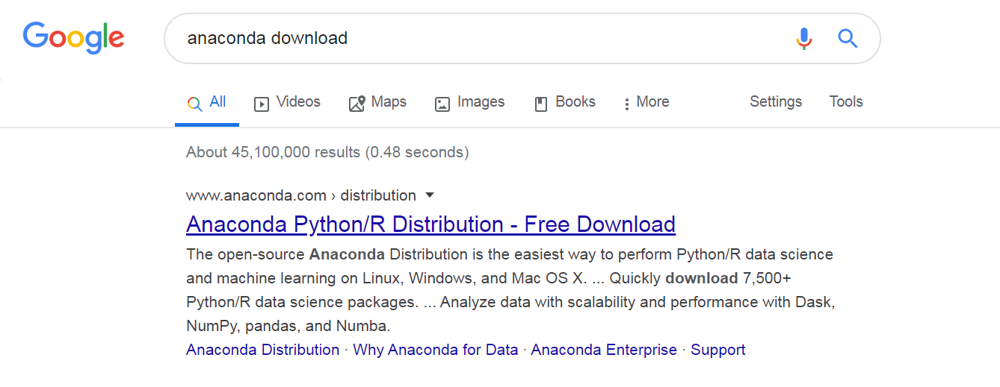 Google
anaconda download
All Videos Maps Images Books More Settings Tools
About 45,100,000 results (0.48 seconds)
www.anaconda.com › distribution
Anaconda Python/R Distribution - Free Download
The open-source Anaconda Distribution is the easiest way to perform Python/R data science
and machine learning on Linux, Windows, and Mac OS X. ... Quickly download 7,500+
Python/R data science packages. ... Analyze data with scalability and performance with Dask,
NumPy, pandas, and Numba.
Anaconda Distribution · Why Anaconda for Data · Anaconda Enterprise · Support